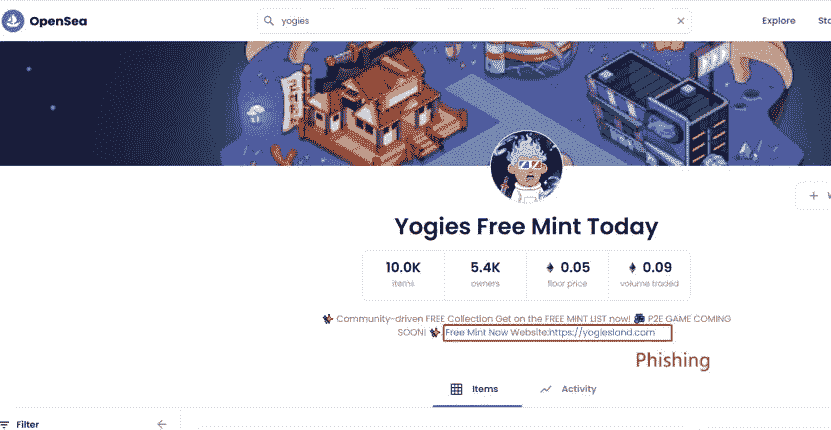 OpenSea
yogies
Explore
Sta
Yogies Free Mint Today
10.0K
items
5.4K
owners
0.05
floor price
0.09
volume traded
Community-driven FREE Collection Get on the FREE MINT LIST now! P2E GAME COMING
SOON! Free Mint Now Website:https://yogieslond.com
Phishing
Items
Activity
Filter